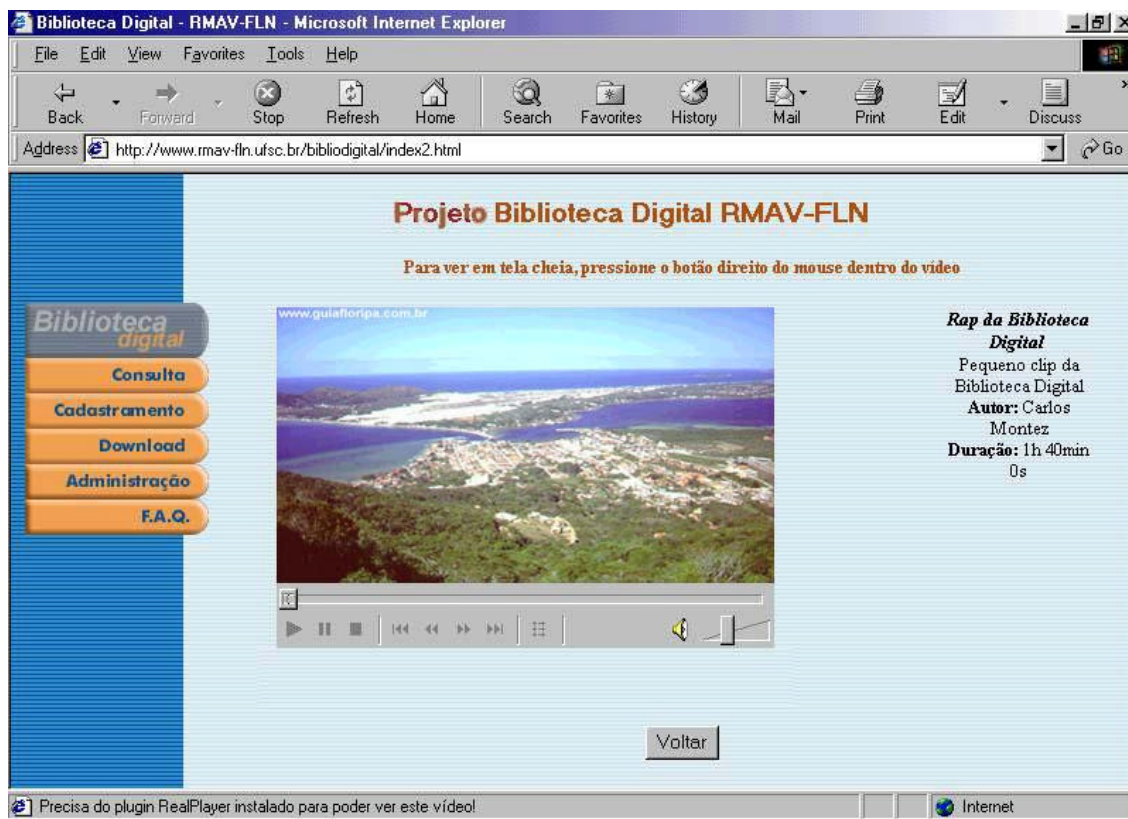 Biblioteca Digital - RMAV-FLN - Microsoft Internet Explorer
File Edit View Favorites Tools Help
Back Forward Stop Refresh Home Search Favorites History Mail Print Edit Discuss
Address http://www.rmav-fln.ufsc.br/bibliodigital/index2.html Go
Projeto Biblioteca Digital RMAV-FLN
Para ver em tela cheia, pressione o botão direito do mouse dentro do vídeo
Biblioteca
digital
Consulta
Cadastramento
Download
Administração
F.A.Q.
www.guiafloripa.com.br
Rap da Biblioteca
Digital
Pequeno clip da
Biblioteca Digital
Autor: Carlos
Montez
Duração: 1h 40min
0s
Voltar
Precisa do plugin RealPlayer instalado para poder ver este vídeo! Internet